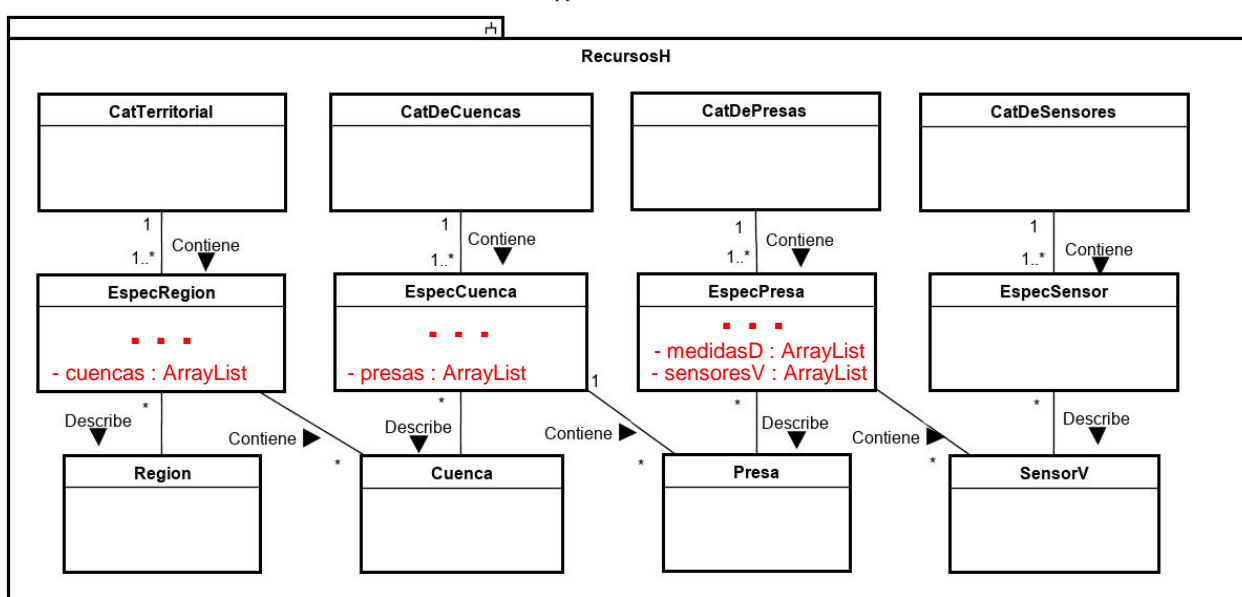 RecursosH
CatTerritorial
CatDeCuencas
CatDePresas
CatDeSensores
1
1
1
1
Contiene
Contiene
Contiene
Contiene
1..*
1..*
1..*
1..*
EspecRegion
EspecCuenca
EspecPresa
EspecSensor
. . .
. . .
. . .
- cuencas : ArrayList
- presas : ArrayList
- medidasD : ArrayList
- sensoresV : ArrayList
1
*
*
*
*
Describe
Describe
Describe
Describe
Contiene
Contiene
Contiene
*
*
*
Region
Cuenca
Presa
SensorV